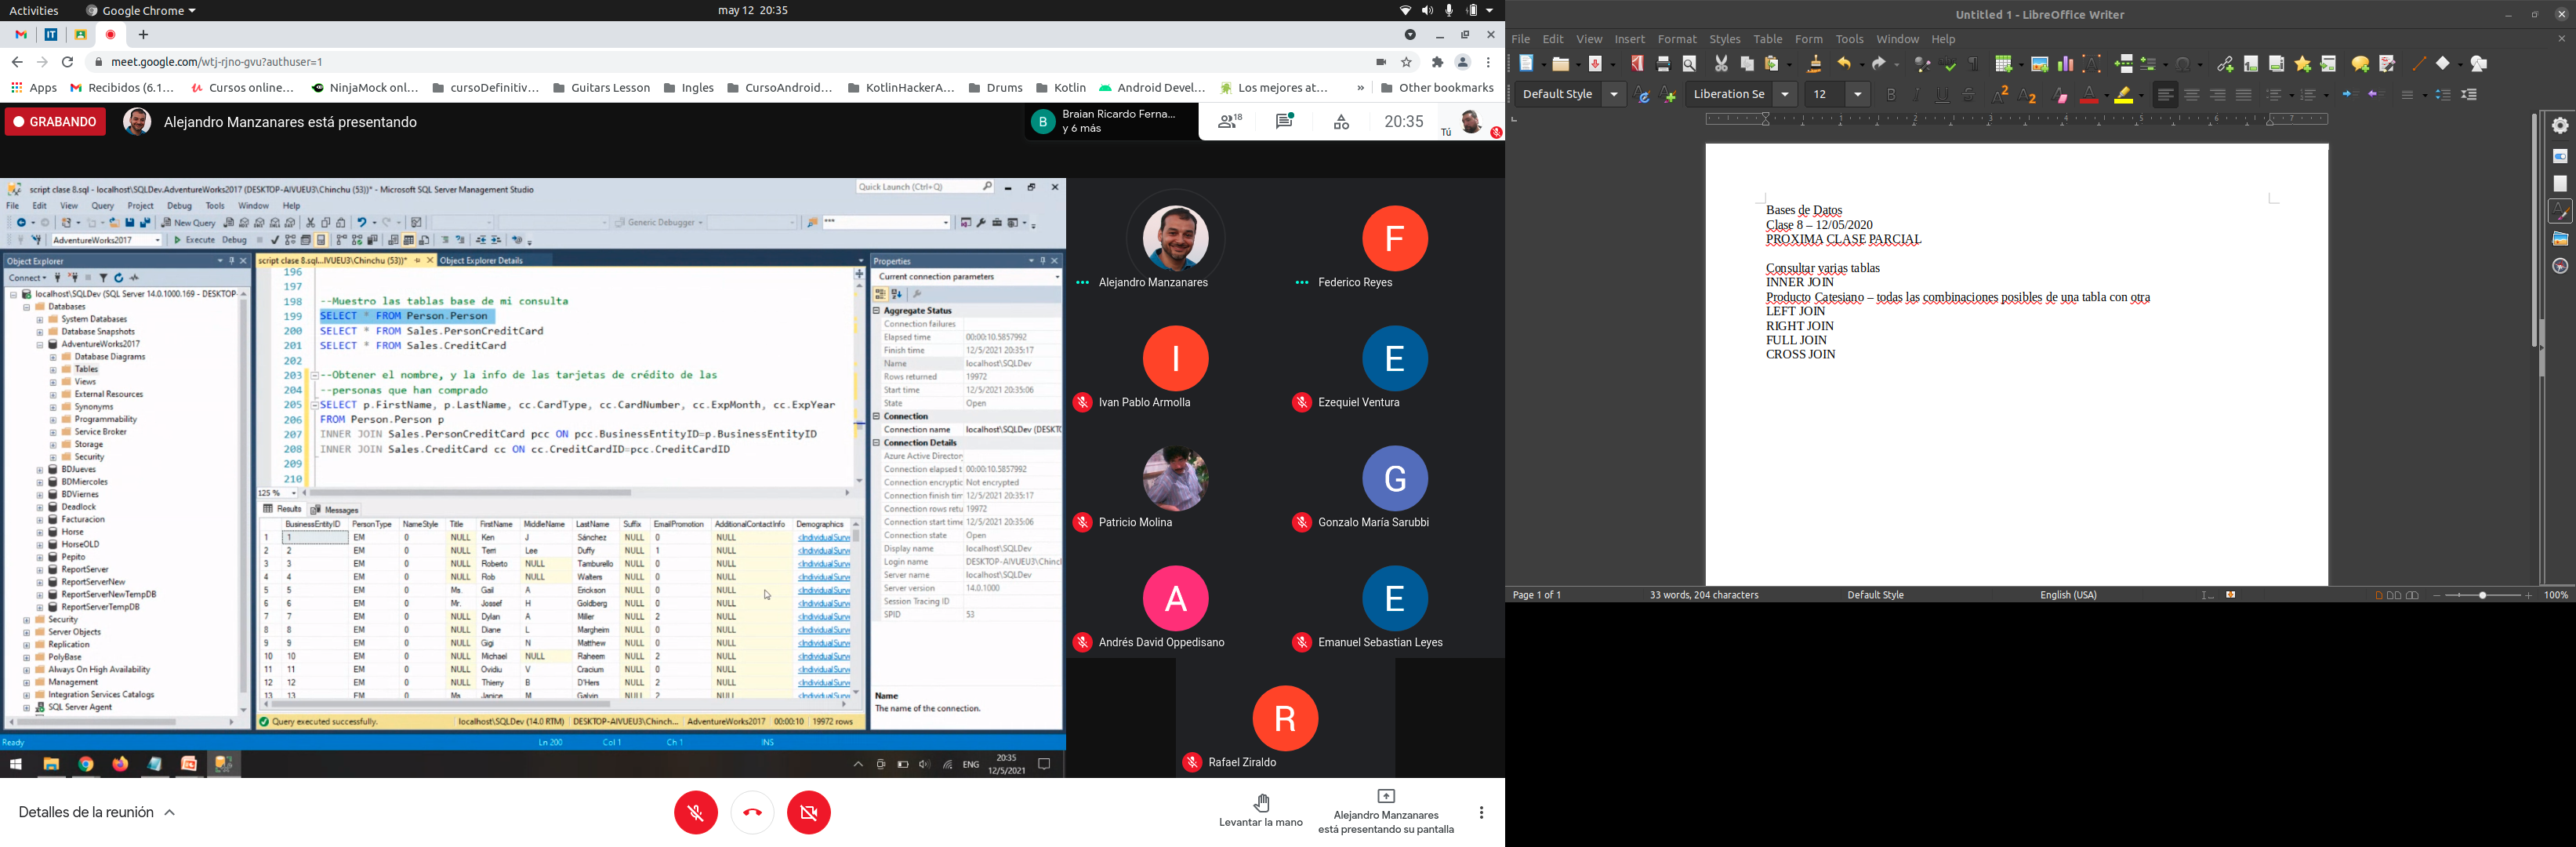 Activities Google Chrome may 12 20:35
meet.google.com/wtj-rjno-gvu?authuser=1
Apps Recibidos (6.1... Cursos online... NinjaMock onl... cursoDefinitiv... Guitars Lesson Ingles CursoAndroid... KotlinHackerA... Drums Kotlin Android Devel... Los mejores at... » Other bookmarks
GRABANDO Alejandro Manzanares está presentando
B Braian Ricardo Ferna...
y 6 más
18
20:35
Tú
script clase 8.sql - localhost\SQLDev.AdventureWorks2017 (DESKTOP-AIVUEU3\Chinchu (53))* - Microsoft SQL Server Management Studio
Quick Launch (Ctrl+Q)
File Edit View Query Project Debug Tools Window Help
New Query Generic Debugger
AdventureWorks2017 Execute Debug
Object Explorer
Connect
localhost\SQLDev (SQL Server 14.0.1000.169 - DESKTOP-
Databases
System Databases
Database Snapshots
AdventureWorks2017
Database Diagrams
Tables
Views
External Resources
Synonyms
Programmability
Service Broker
Storage
Security
BDJueves
BDMiercoles
BDViernes
Deadlock
Facturacion
Horse
HorseOLD
Pepito
ReportServer
ReportServerNew
ReportServerNewTempDB
ReportServerTempDB
Security
Server Objects
Replication
PolyBase
Always On High Availability
Management
Integration Services Catalogs
SQL Server Agent
script clase 8.sql...IVUEU3\Chinchu (53))* Object Explorer Details
196
197
198 --Muestro las tablas base de mi consulta
199 SELECT * FROM Person.Person
200 SELECT * FROM Sales.PersonCreditCard
201 SELECT * FROM Sales.CreditCard
202
203 --Obtener el nombre, y la info de las tarjetas de crédito de las
204 --personas que han comprado
205 SELECT p.FirstName, p.LastName, cc.CardType, cc.CardNumber, cc.ExpMonth, cc.ExpYear
206 FROM Person.Person p
207 INNER JOIN Sales.PersonCreditCard pcc ON pcc.BusinessEntityID=p.BusinessEntityID
208 INNER JOIN Sales.CreditCard cc ON cc.CreditCardID=pcc.CreditCardID
209
210
125 %
Results Messages
BusinessEntityID PersonType NameStyle Title FirstName MiddleName LastName Suffix EmailPromotion AdditionalContactInfo Demographics
1 1 EM 0 NULL Ken J Sánchez NULL 0 NULL <IndividualSurve
2 2 EM 0 NULL Terri Lee Duffy NULL 1 NULL <IndividualSurve
3 3 EM 0 NULL Roberto NULL Tamburello NULL 0 NULL <IndividualSurve
4 4 EM 0 NULL Rob NULL Walters NULL 0 NULL <IndividualSurve
5 5 EM 0 Ms. Gail A Erickson NULL 0 NULL <IndividualSurve
6 6 EM 0 Mr. Jossef H Goldberg NULL 0 NULL <IndividualSurve
7 7 EM 0 NULL Dylan A Miller NULL 2 NULL <IndividualSurve
8 8 EM 0 NULL Diane L Margheim NULL 0 NULL <IndividualSurve
9 9 EM 0 NULL Gigi N Matthew NULL 0 NULL <IndividualSurve
10 10 EM 0 NULL Michael NULL Raheem NULL 2 NULL <IndividualSurve
11 11 EM 0 NULL Ovidiu V Cracium NULL 0 NULL <IndividualSurve
12 12 EM 0 NULL Thierry B D'Hers NULL 2 NULL <IndividualSurve
13 13 EM 0 Ms. Janice M Galvin NULL 2 NULL <IndividualSurve
Query executed successfully. localhost\SQLDev (14.0 RTM) DESKTOP-AIVUEU3\Chinch... AdventureWorks2017 00:00:10 19972 rows
Properties
Current connection parameters
Aggregate Status
Connection failures
Elapsed time 00:00:10.5857992
Finish time 12/5/2021 20:35:17
Name localhost\SQLDev
Rows returned 19972
Start time 12/5/2021 20:35:06
State Open
Connection
Connection name localhost\SQLDev (DESKT
Connection Details
Azure Active Director
Connection elapsed t 00:00:10.5857992
Connection encryptic Not encrypted
Connection finish tim 12/5/2021 20:35:17
Connection rows retu 19972
Connection start time 12/5/2021 20:35:06
Connection state Open
Display name localhost\SQLDev
Login name DESKTOP-AIVUEU3\Chincl
Server name localhost\SQLDev
Server version 14.0.1000
Session Tracing ID
SPID 53
Name
The name of the connection.
Ready Ln 200 Col 1 Ch 1 INS
ENG 20:35
12/5/2021
Alejandro Manzanares
F
Federico Reyes
I
Ivan Pablo Armolla
E
Ezequiel Ventura
Patricio Molina
G
Gonzalo María Sarubbi
A
Andrés David Oppedisano
E
Emanuel Sebastian Leyes
R
Rafael Ziraldo
Detalles de la reunión
Levantar la mano
Alejandro Manzanares
está presentando su pantalla
Untitled 1 - LibreOffice Writer
File Edit View Insert Format Styles Table Form Tools Window Help
Default Style Liberation Se 12
1 2 3 4 5 6 7
Bases de Datos
Clase 8 – 12/05/2020
PROXIMA CLASE PARCIAL
Consultar varias tablas
INNER JOIN
Producto Catesiano – todas las combinaciones posibles de una tabla con otra
LEFT JOIN
RIGHT JOIN
FULL JOIN
CROSS JOIN
Page 1 of 1 33 words, 204 characters Default Style English (USA) 100%